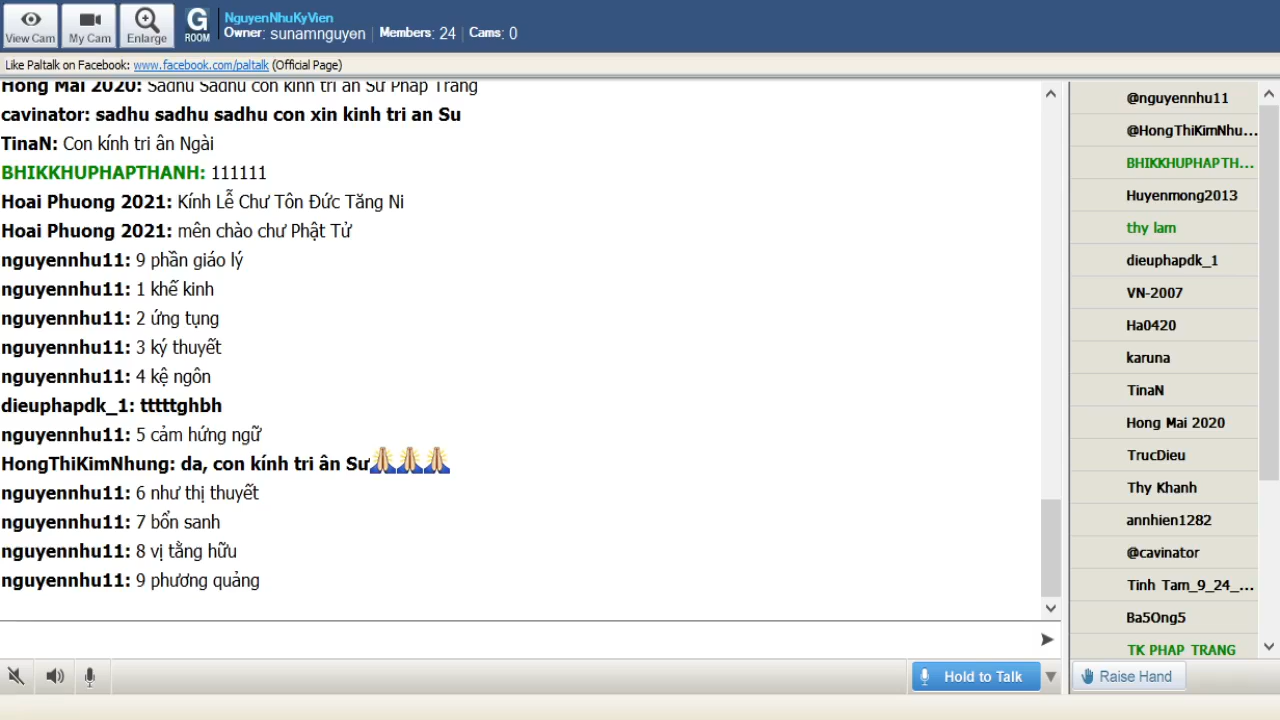 View Cam
My Cam
Enlarge
G
ROOM
NguyenNhuKyVien
Owner: sunamnguyen | Members: 24 | Cams: 0
Like Paltalk on Facebook: www.facebook.com/paltalk (Official Page)
Hong Mai 2020: Sadhu Sadhu con kinh tri ân Sư Pháp Trang
cavinator: sadhu sadhu sadhu con xin kinh tri an Su
TinaN: Con kính tri ân Ngài
BHIKKHUPHAPTHANH: 111111
Hoai Phuong 2021: Kính Lễ Chư Tôn Đức Tăng Ni
Hoai Phuong 2021: mên chào chư Phật Tử
nguyennhu11: 9 phần giáo lý
nguyennhu11: 1 khế kinh
nguyennhu11: 2 ứng tụng
nguyennhu11: 3 ký thuyết
nguyennhu11: 4 kệ ngôn
dieuphapdk_1: tttttghbh
nguyennhu11: 5 cảm hứng ngữ
HongThiKimNhung: da, con kính tri ân Sư🙏🙏🙏
nguyennhu11: 6 như thị thuyết
nguyennhu11: 7 bổn sanh
nguyennhu11: 8 vị tằng hữu
nguyennhu11: 9 phương quảng
@nguyennhu11
@HongThiKimNhu...
BHIKKHUPHAPTH...
Huyenmong2013
thy lam
dieuphapdk_1
VN-2007
Ha0420
karuna
TinaN
Hong Mai 2020
TrucDieu
Thy Khanh
annhien1282
@cavinator
Tinh Tam_9_24_...
Ba5Ong5
TK PHAP TRANG
Hold to Talk
Raise Hand